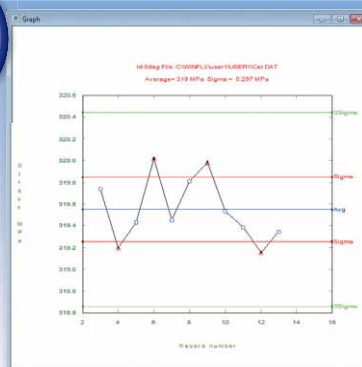 Graph
Average= 319 MPa Sigma = 0.297 MPa
320.6
320.4
3Sigma
320.2
320.0
Sigma
319.8
319.6
Avg
319.4
Sigma
319.2
319.0
318.8
3Sigma
2 4 6 8 10 12 14 16
Record number
Stress MPa